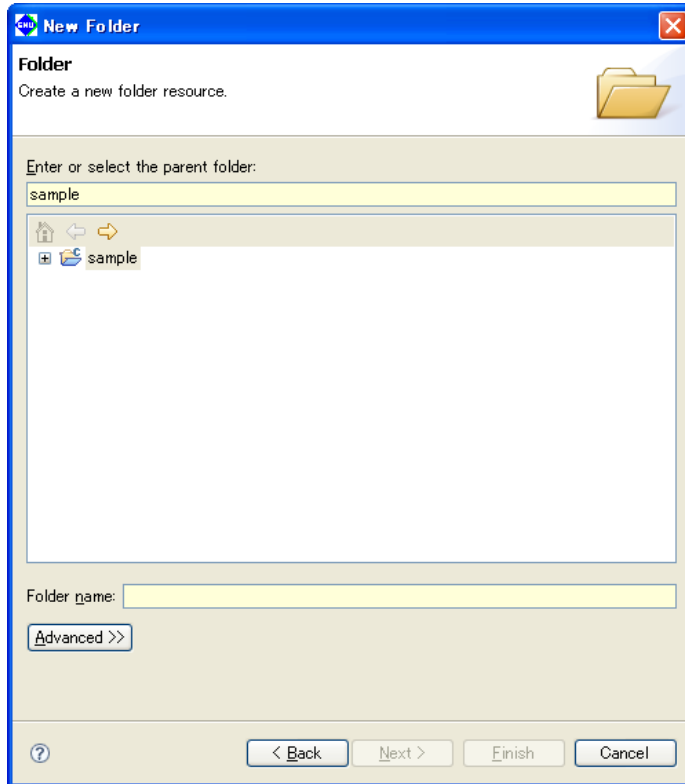 GNU New Folder
Folder
Create a new folder resource.
Enter or select the parent folder:
sample
C sample
Folder name:
Advanced >>
? < Back Next > Finish Cancel